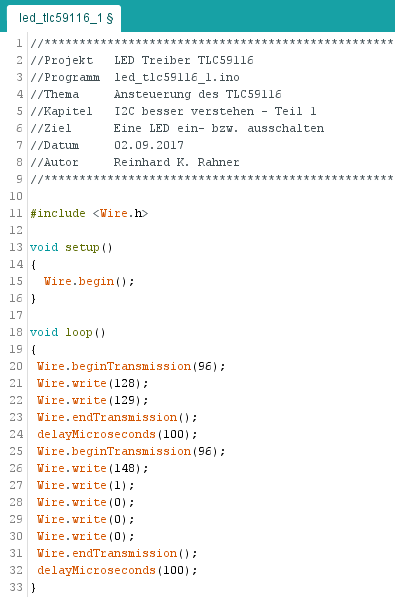 led_tlc59116_1 §
1 //**************************************************
2 //Projekt   LED Treiber TLC59116
3 //Programm  led_tlc59116_1.ino
4 //Thema     Ansteuerung des TLC59116
5 //Kapitel   I2C besser verstehen - Teil 1
6 //Ziel      Eine LED ein- bzw. ausschalten
7 //Datum     02.09.2017
8 //Autor     Reinhard K. Rahner
9 //**************************************************
10
11 #include <Wire.h>
12
13 void setup()
14 {
15   Wire.begin();
16 }
17
18 void loop()
19 {
20  Wire.beginTransmission(96);
21  Wire.write(128);
22  Wire.write(129);
23  Wire.endTransmission();
24  delayMicroseconds(100);
25  Wire.beginTransmission(96);
26  Wire.write(148);
27  Wire.write(1);
28  Wire.write(0);
29  Wire.write(0);
30  Wire.write(0);
31  Wire.endTransmission();
32  delayMicroseconds(100);
33 }